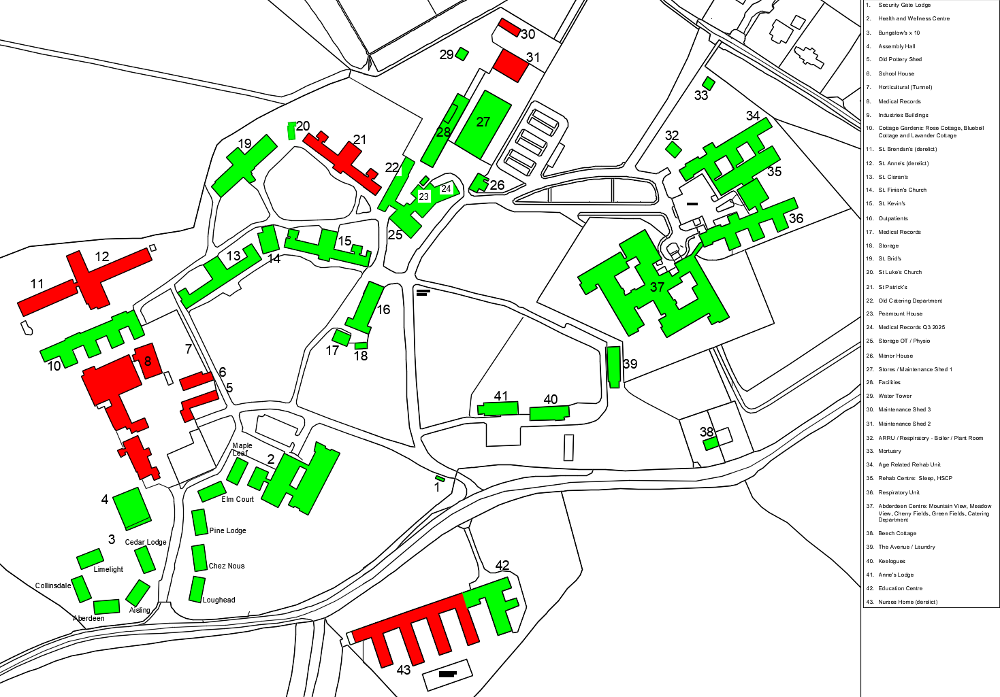 30
29
31
33
34
20
19
21
28
27
32
22
35
24
26
23
36
25
15
13
14
12
11
37
16
7
17
18
10
8
39
6
5
41
40
38
Maple
Leaf
2
1
4
Elm Court
Pine Lodge
3
Cedar Lodge
Limelight
Chez Nous
42
Collinsdale
Loughead
Aisling
Aberdeen
43
1. Security Gate Lodge
2. Health and Wellness Centre
3. Bungalow's x 10
4. Assembly Hall
5. Old Pottery Shed
6. School House
7. Horticultural (Tunnel)
8. Medical Records
9. Industries Buildings
10. Cottage Gardens: Rose Cottage, Bluebell
Cottage and Lavander Cottage
11. St. Brendan's (derelict)
12. St. Anne's (derelict)
13. St. Ciaran's
14. St. Finian's Church
15. St. Kevin's
16. Outpatients
17. Medical Records
18. Storage
19. St. Brid's
20. St Luke's Church
21. St Patrick's
22. Old Catering Department
23. Peamount House
24. Medical Records Q3 2025
25. Storage OT / Physio
26. Manor House
27. Stores / Maintenance Shed 1
28. Facilities
29. Water Tower
30. Maintenance Shed 3
31. Maintenance Shed 2
32. ARRU / Respiratory - Boiler / Plant Room
33. Mortuary
34. Age Related Rehab Unit
35. Rehab Centre: Sleep, HSCP
36. Respiratory Unit
37. Aberdeen Centre: Mountain View, Meadow
View, Cherry Fields, Green Fields, Catering
Department
38. Beech Cottage
39. The Avenue / Laundry
40. Keelogues
41. Anne's Lodge
42. Education Centre
43. Nurses Home (derelict)